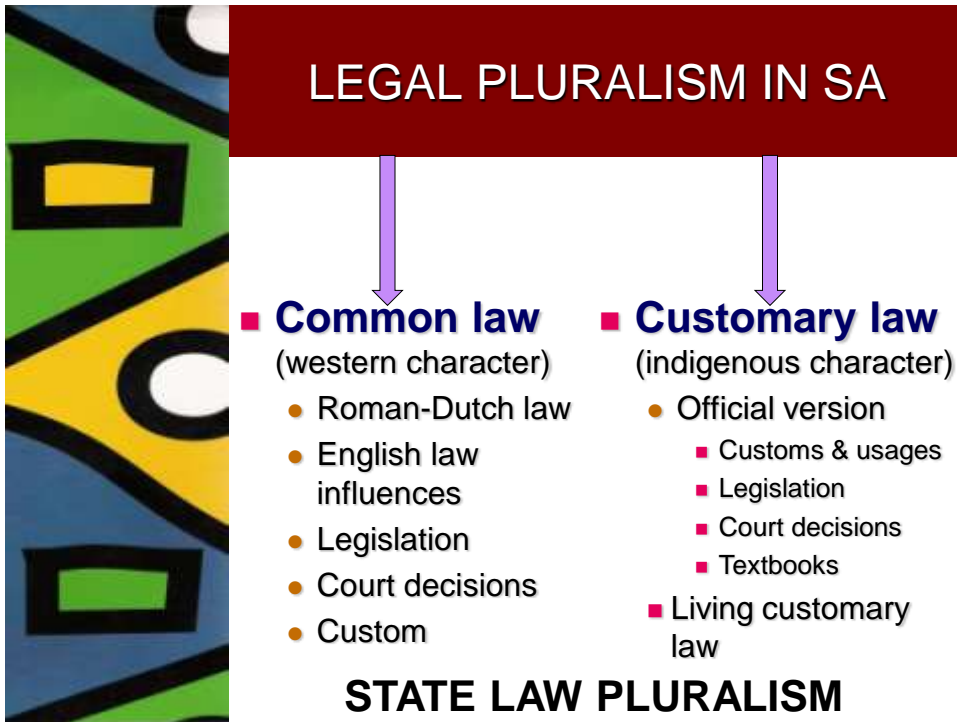 LEGAL PLURALISM IN SA
Common law
(western character)
Roman-Dutch law
English law
influences
Legislation
Court decisions
Custom
Customary law
(indigenous character)
Official version
Customs & usages
Legislation
Court decisions
Textbooks
Living customary
law
STATE LAW PLURALISM